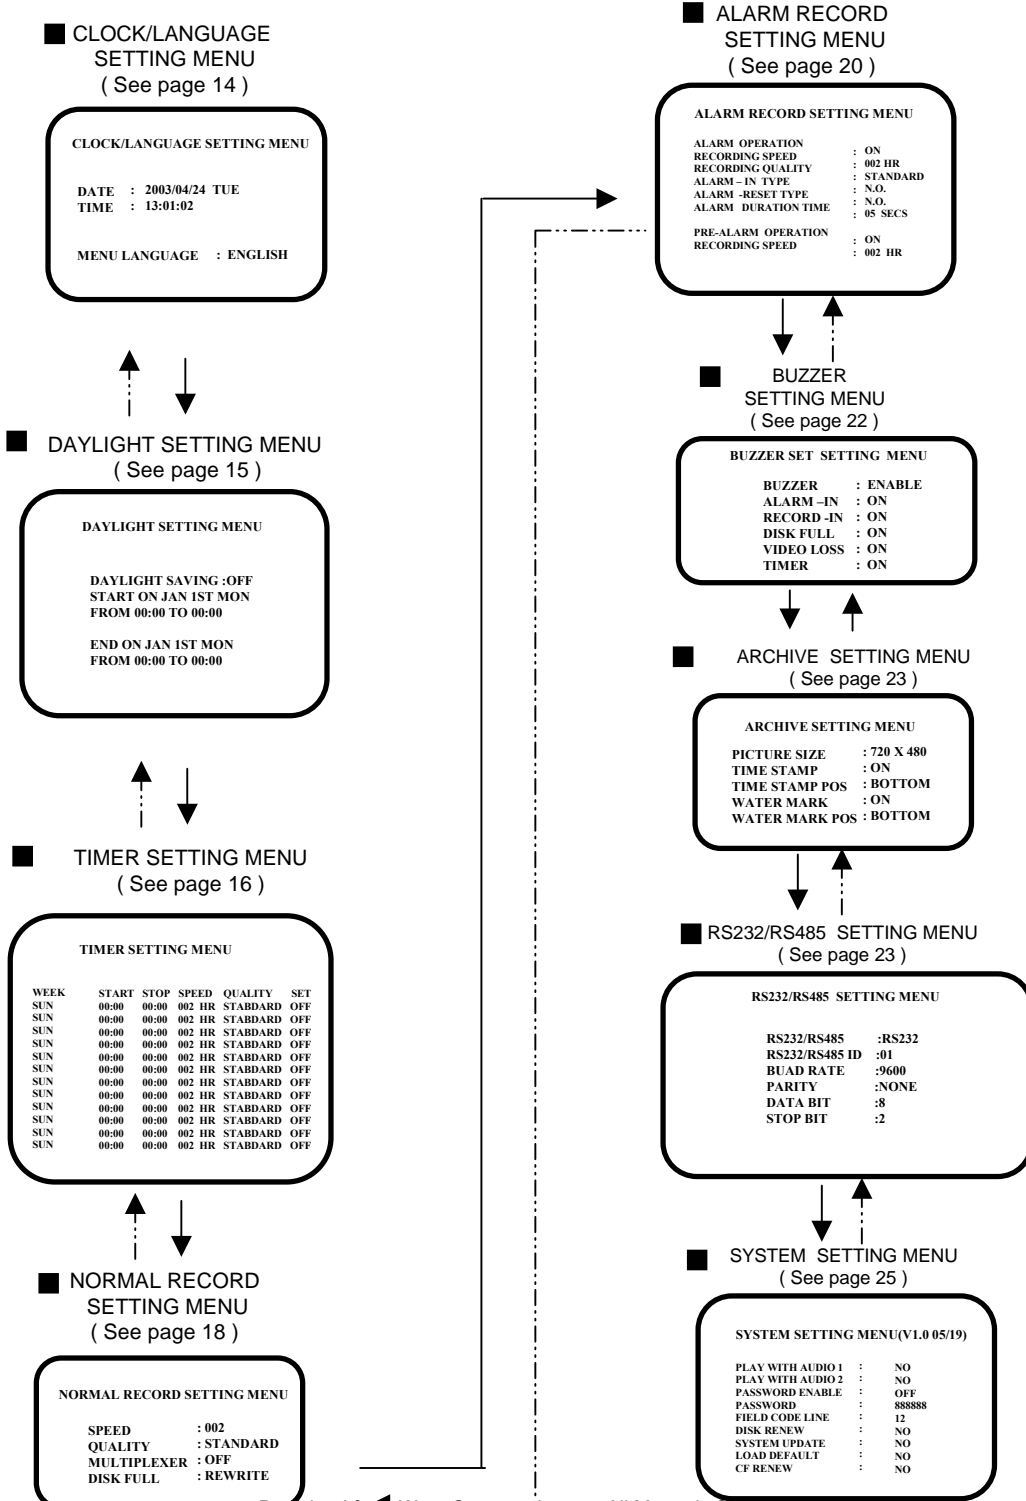 CLOCK/LANGUAGE
SETTING MENU
( See page 14 )
CLOCK/LANGUAGE SETTING MENU
DATE : 2003/04/24 TUE
TIME : 13:01:02
MENU LANGUAGE : ENGLISH
DAYLIGHT SETTING MENU
( See page 15 )
DAYLIGHT SETTING MENU
DAYLIGHT SAVING :OFF
START ON JAN 1ST MON
FROM 00:00 TO 00:00
END ON JAN 1ST MON
FROM 00:00 TO 00:00
TIMER SETTING MENU
( See page 16 )
TIMER SETTING MENU
WEEK START STOP SPEED QUALITY SET
SUN 00:00 00:00 002 HR STABDARD OFF
SUN 00:00 00:00 002 HR STABDARD OFF
SUN 00:00 00:00 002 HR STABDARD OFF
SUN 00:00 00:00 002 HR STABDARD OFF
SUN 00:00 00:00 002 HR STABDARD OFF
SUN 00:00 00:00 002 HR STABDARD OFF
SUN 00:00 00:00 002 HR STABDARD OFF
SUN 00:00 00:00 002 HR STABDARD OFF
SUN 00:00 00:00 002 HR STABDARD OFF
SUN 00:00 00:00 002 HR STABDARD OFF
SUN 00:00 00:00 002 HR STABDARD OFF
SUN 00:00 00:00 002 HR STABDARD OFF
NORMAL RECORD
SETTING MENU
( See page 18 )
NORMAL RECORD SETTING MENU
SPEED : 002
QUALITY : STANDARD
MULTIPLEXER : OFF
DISK FULL : REWRITE
ALARM RECORD
SETTING MENU
( See page 20 )
ALARM RECORD SETTING MENU
ALARM OPERATION : ON
RECORDING SPEED : 002 HR
RECORDING QUALITY : STANDARD
ALARM – IN TYPE : N.O.
ALARM -RESET TYPE : N.O.
ALARM DURATION TIME : 05 SECS
PRE-ALARM OPERATION : ON
RECORDING SPEED : 002 HR
BUZZER
SETTING MENU
( See page 22 )
BUZZER SET SETTING MENU
BUZZER : ENABLE
ALARM –IN : ON
RECORD -IN : ON
DISK FULL : ON
VIDEO LOSS : ON
TIMER : ON
ARCHIVE SETTING MENU
( See page 23 )
ARCHIVE SETTING MENU
PICTURE SIZE : 720 X 480
TIME STAMP : ON
TIME STAMP POS : BOTTOM
WATER MARK : ON
WATER MARK POS : BOTTOM
RS232/RS485 SETTING MENU
( See page 23 )
RS232/RS485 SETTING MENU
RS232/RS485 :RS232
RS232/RS485 ID :01
BUAD RATE :9600
PARITY :NONE
DATA BIT :8
STOP BIT :2
SYSTEM SETTING MENU
( See page 25 )
SYSTEM SETTING MENU(V1.0 05/19)
PLAY WITH AUDIO 1 : NO
PLAY WITH AUDIO 2 : NO
PASSWORD ENABLE : OFF
PASSWORD : 888888
FIELD CODE LINE : 12
DISK RENEW : NO
SYSTEM UPDATE : NO
LOAD DEFAULT : NO
CF RENEW : NO